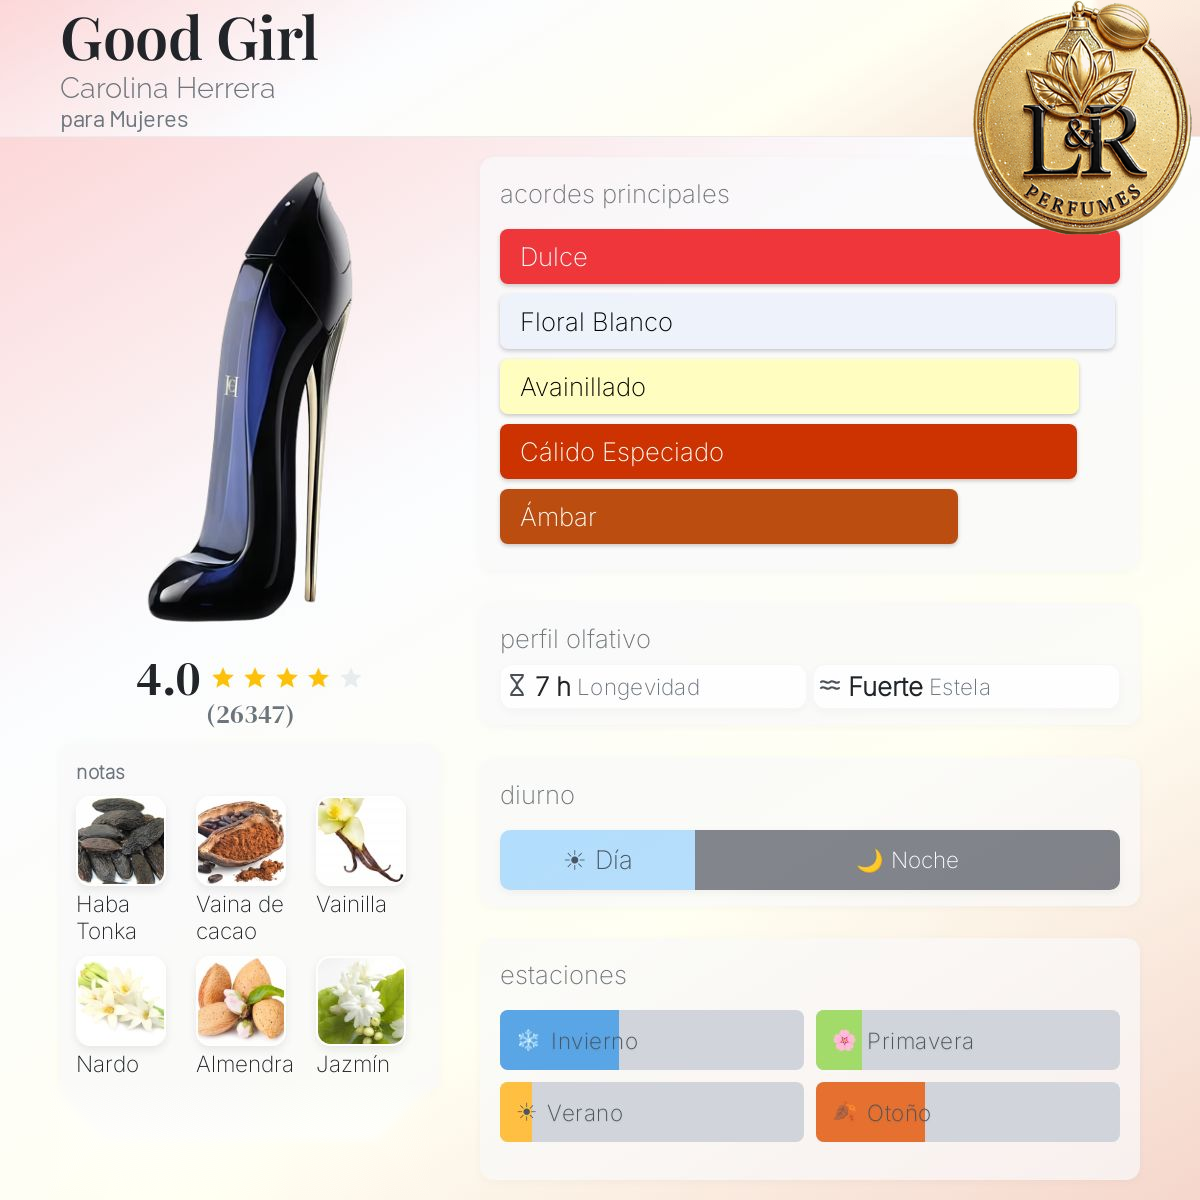 Good Girl
Carolina Herrera
para Mujeres
L&R
PERFUMES
acordes principales
Dulce
Floral Blanco
Avainillado
Cálido Especiado
Ámbar
perfil olfativo
7 h Longevidad
Fuerte Estela
4.0
(26347)
notas
Haba
Tonka
Vaina de
cacao
Vainilla
Nardo
Almendra
Jazmín
diurno
Día
Noche
estaciones
Invierno
Primavera
Verano
Otoño